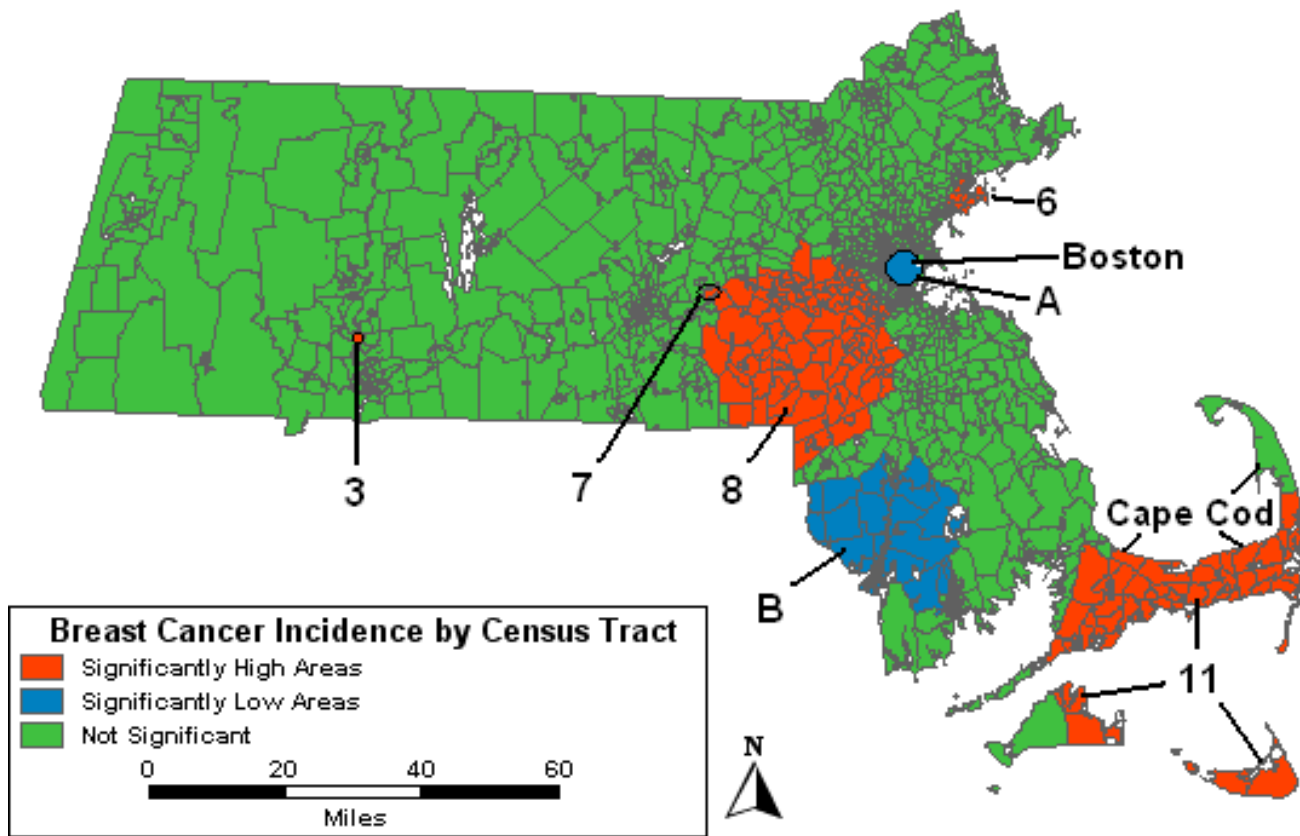 6
Boston
A
3
7
8
Cape Cod
B
11
Breast Cancer Incidence by Census Tract
Significantly High Areas
Significantly Low Areas
Not Significant
0 20 40 60
Miles
N